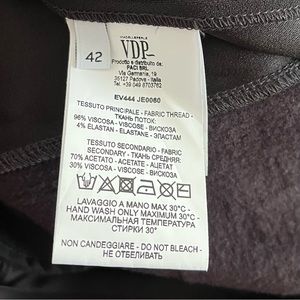 42
VDP
Prodotto e distribuito da:
PACI SRL
Via Germania, 19
35127 Padova - Italia
Tel. +39 049 8703762
EV444 JE0060
TESSUTO PRINCIPALE - FABRIC THREAD -
ТКАНЬ ПОТОК:
96% VISCOSA - VISCOSE - ВИСКОЗА
4% ELASTAN - ELASTANE - ЭЛАСТАН
TESSUTO SECONDARIO - FABRIC
SECONDARY - ТКАНЬ СРЕДНЯЯ:
70% ACETATO - ACETATE - АЦЕТАТ
30% VISCOSA - VISCOSE - ВИСКОЗА
LAVAGGIO A MANO MAX 30°C -
HAND WASH ONLY MAXIMUM 30°C -
МАКСИМАЛЬНАЯ ТЕМПЕРАТУРА
СТИРКИ 30°
NON CANDEGGIARE - DO NOT BLEACH -
НЕ ОТБЕЛИВАТЬ